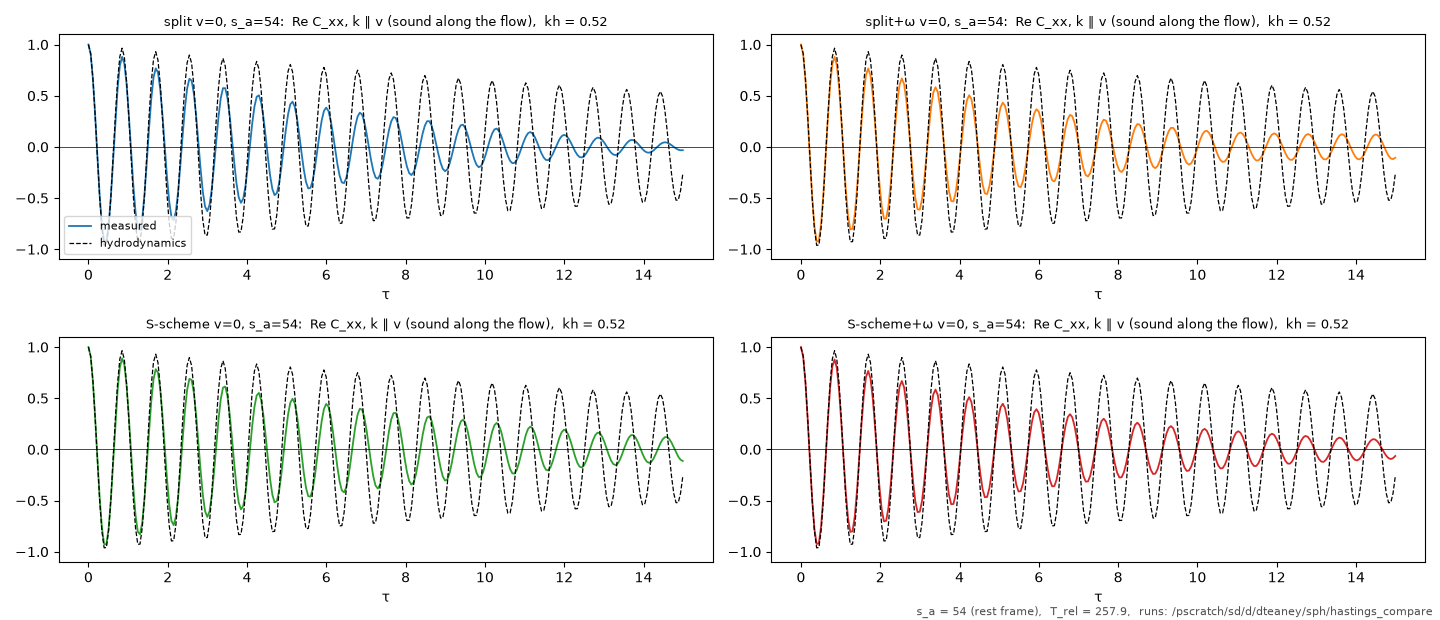 split v=0, s_a=54:  Re C_xx, k ∥ v (sound along the flow),  kh = 0.52
1.0
0.5
0.0
−0.5
−1.0
measured
hydrodynamics
0 2 4 6 8 10 12 14
τ
split+ω v=0, s_a=54:  Re C_xx, k ∥ v (sound along the flow),  kh = 0.52
1.0
0.5
0.0
−0.5
−1.0
0 2 4 6 8 10 12 14
τ
S-scheme v=0, s_a=54:  Re C_xx, k ∥ v (sound along the flow),  kh = 0.52
1.0
0.5
0.0
−0.5
−1.0
0 2 4 6 8 10 12 14
τ
S-scheme+ω v=0, s_a=54:  Re C_xx, k ∥ v (sound along the flow),  kh = 0.52
1.0
0.5
0.0
−0.5
−1.0
0 2 4 6 8 10 12 14
τ
s_a = 54 (rest frame),  T_rel = 257.9,  runs: /pscratch/sd/d/dteaney/sph/hastings_compare